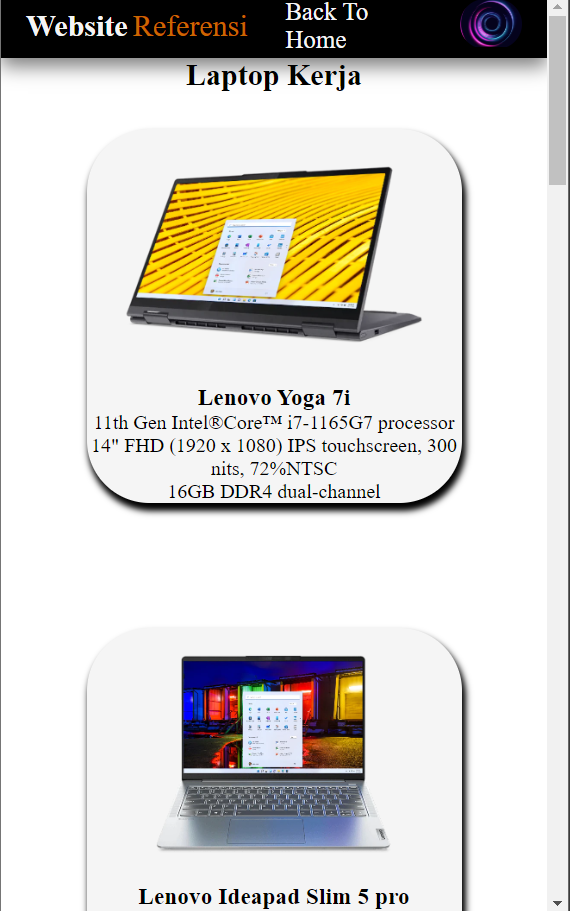 Website Referensi
Back To
Home
Laptop Kerja
Lenovo Yoga 7i
11th Gen Intel®Core™ i7-1165G7 processor
14" FHD (1920 x 1080) IPS touchscreen, 300
nits, 72%NTSC
16GB DDR4 dual-channel
Lenovo Ideapad Slim 5 pro